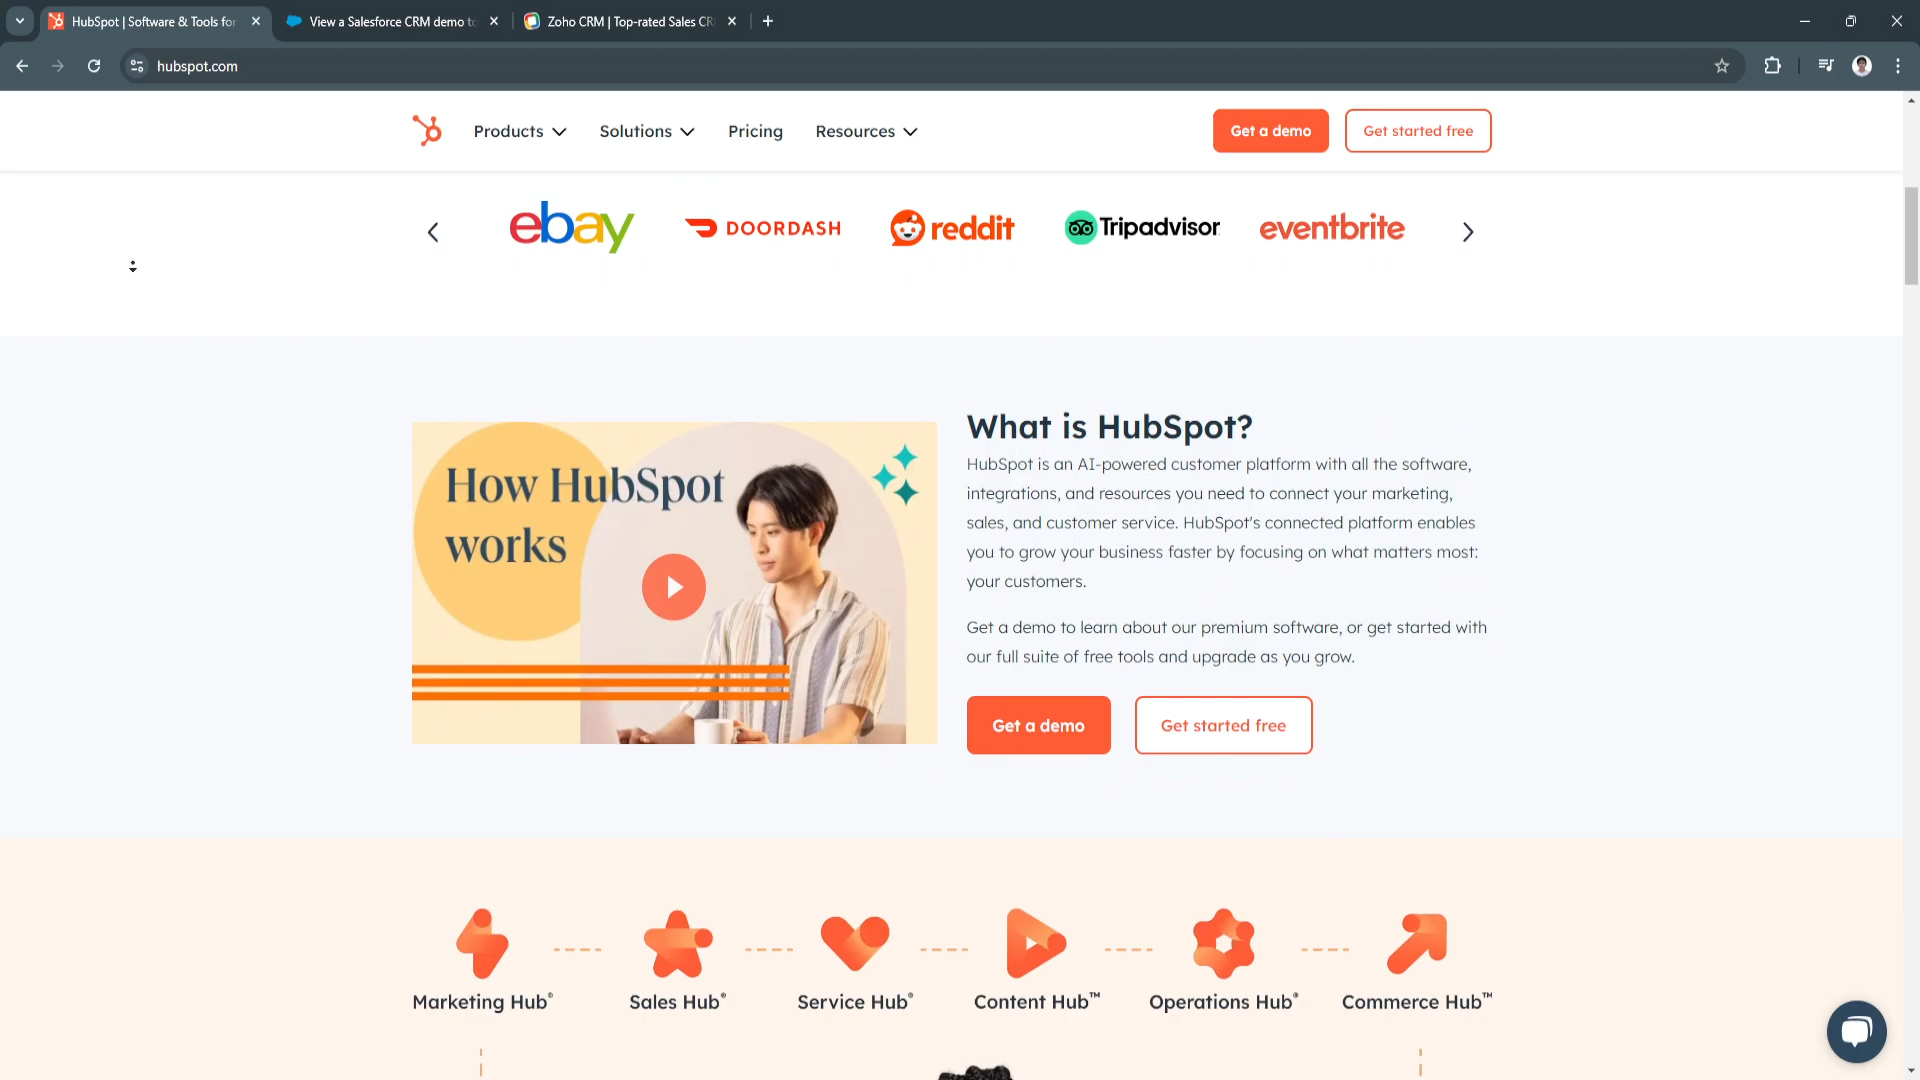 HubSpot | Software & Tools for
View a Salesforce CRM demo to
Zoho CRM | Top-rated Sales CR
hubspot.com
Products
Solutions
Pricing
Resources
Get a demo
Get started free
ebay
DOORDASH
reddit
Tripadvisor
eventbrite
How HubSpot
works
What is HubSpot?
HubSpot is an AI-powered customer platform with all the software,
integrations, and resources you need to connect your marketing,
sales, and customer service. HubSpot's connected platform enables
you to grow your business faster by focusing on what matters most:
your customers.
Get a demo to learn about our premium software, or get started with
our full suite of free tools and upgrade as you grow.
Get a demo
Get started free
Marketing Hub®
Sales Hub®
Service Hub®
Content Hub™
Operations Hub®
Commerce Hub™